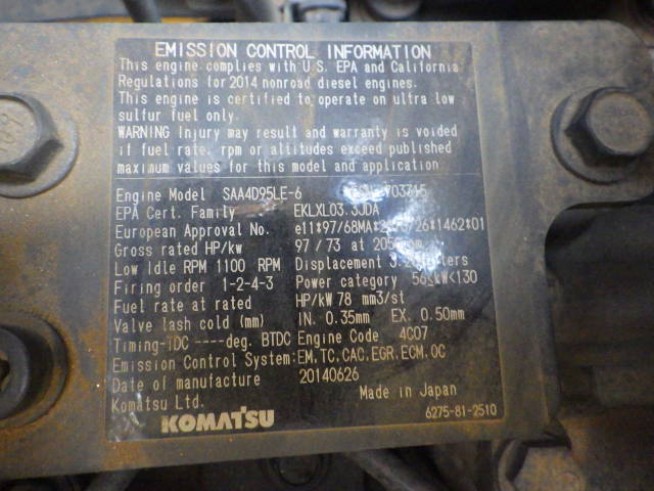 EMISSION CONTROL INFORMATION
This engine complies with U.S. EPA and California
Regulations for 2014 nonroad diesel engines.
This engine is certified to operate on ultra low
sulfur fuel only.
WARNING Injury may result and warranty is voided
if fuel rate, rpm or altitudes exceed published
maximum values for this model and application
Engine Model SAA4D95LE-6
EPA Cert. Family EKLXL03.3JDA
European Approval No.
Gross rated HP/kw 97/73 at
Low Idle RPM 1100 RPM Displacement
Firing order 1-2-4-3 Power category 56≤kW<130
Fuel rate at rated HP/kW 78 mm3/st
Valve lash cold (mm) IN. 0.35mm EX. 0.50mm
Timing-IDC ----deg. BTDC Engine Code 4C07
Emission Control System:EM,TC,CAC,EGR,ECM,OC
Date of manufacture 20140626
Komatsu Ltd. Made in Japan
KOMATSU 6275-81-2510